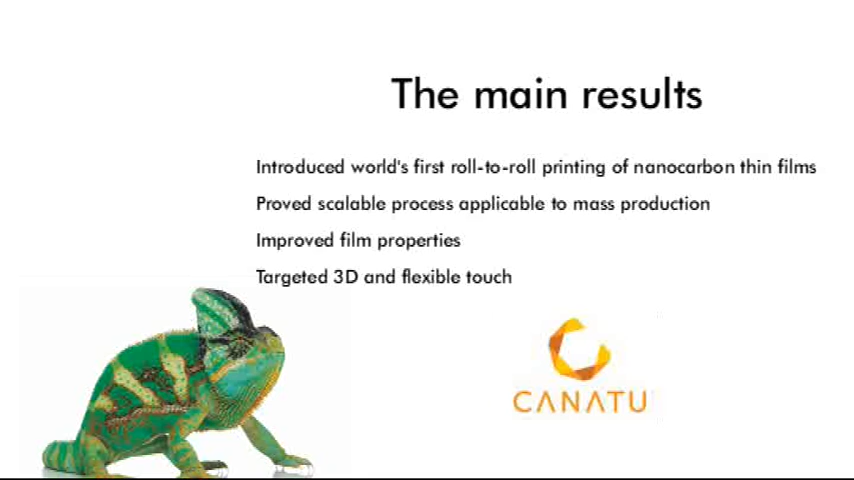 The main results
Introduced world's first roll-to-roll printing of nanocarbon thin films
Proved scalable process applicable to mass production
Improved film properties
Targeted 3D and flexible touch
CANATU